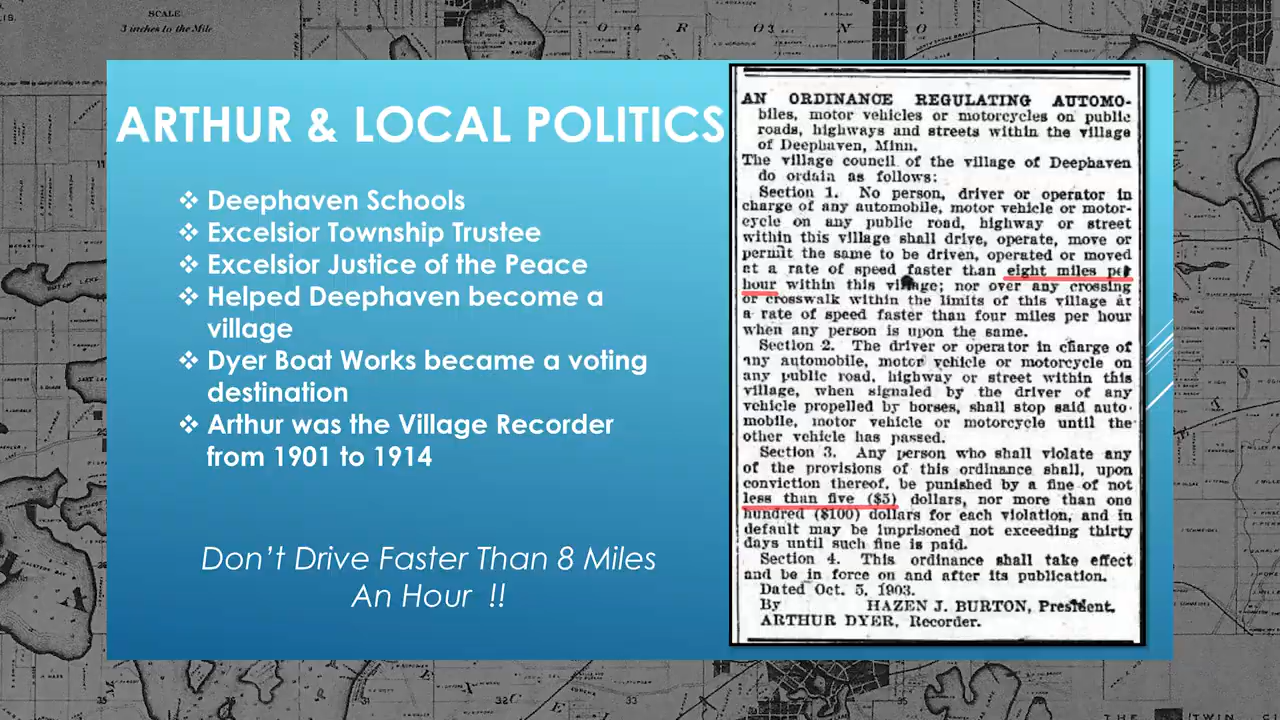 SCALE
3 inches to the Mile
ARTHUR & LOCAL POLITICS
❖ Deephaven Schools
❖ Excelsior Township Trustee
❖ Excelsior Justice of the Peace
❖ Helped Deephaven become a
village
❖ Dyer Boat Works became a voting
destination
❖ Arthur was the Village Recorder
from 1901 to 1914
Don't Drive Faster Than 8 Miles
An Hour !!
AN ORDINANCE REGULATING AUTOMO-
biles, motor vehicles or motorcycles on public
roads, highways and streets within the village
of Deephaven, Minn.
The village council of the village of Deephaven
do ordain as follows:
Section 1. No person, driver or operator in
charge of any automobile, motor vehicle or motor-
cycle on any public road, highway or street
within this village shall drive, operate, move or
permit the same to be driven, operated or moved
at a rate of speed faster than eight miles per
hour within this village; nor over any crossing
or crosswalk within the limits of this village at
a rate of speed faster than four miles per hour
when any person is upon the same.
Section 2. The driver or operator in charge of
any automobile, motor vehicle or motorcycle on
any public road, highway or street within this
village, when signaled by the driver of any
vehicle propelled by horses, shall stop said auto-
mobile, motor vehicle or motorcycle until the
other vehicle has passed.
Section 3. Any person who shall violate any
of the provisions of this ordinance shall, upon
conviction thereof, be punished by a fine of not
less than five ($5) dollars, nor more than one
hundred ($100) dollars for each violation, and in
default may be imprisoned not exceeding thirty
days until such fine is paid.
Section 4. This ordinance shall take effect
and be in force on and after its publication.
Dated Oct. 5, 1903.
By HAZEN J. BURTON, President.
ARTHUR DYER, Recorder.